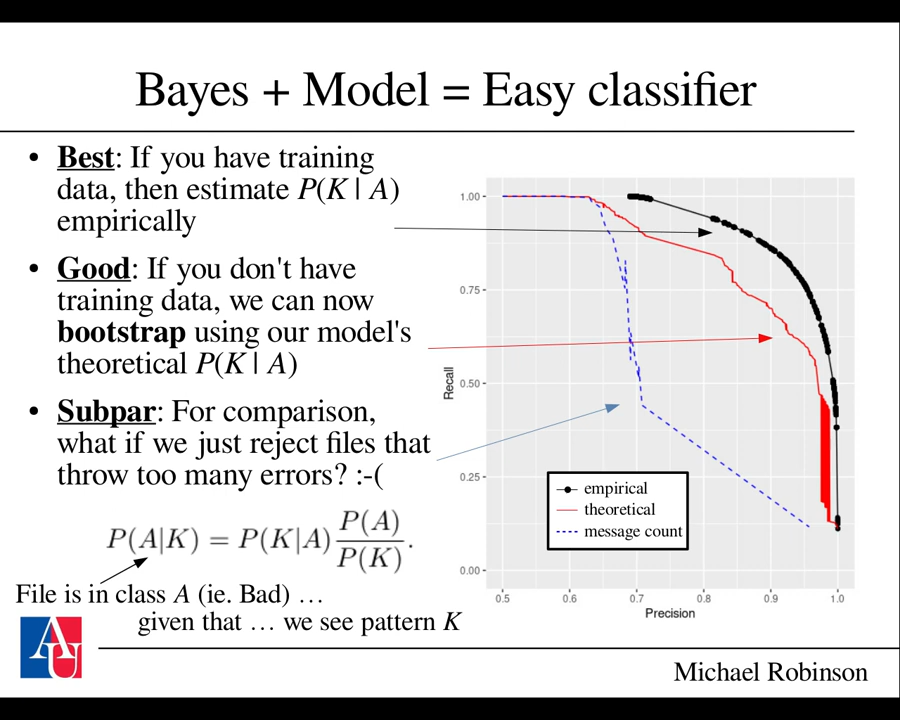 Bayes + Model = Easy classifier
• Best: If you have training
data, then estimate P(K | A)
empirically
• Good: If you don't have
training data, we can now
bootstrap using our model's
theoretical P(K | A)
• Subpar: For comparison,
what if we just reject files that
throw too many errors? :-(
P(A|K) = P(K|A) P(A)/P(K).
File is in class A (ie. Bad) …
given that … we see pattern K
1.00
0.75
0.50
0.25
0.00
Recall
empirical
theoretical
message count
0.5 0.6 0.7 0.8 0.9 1.0
Precision
AU
Michael Robinson